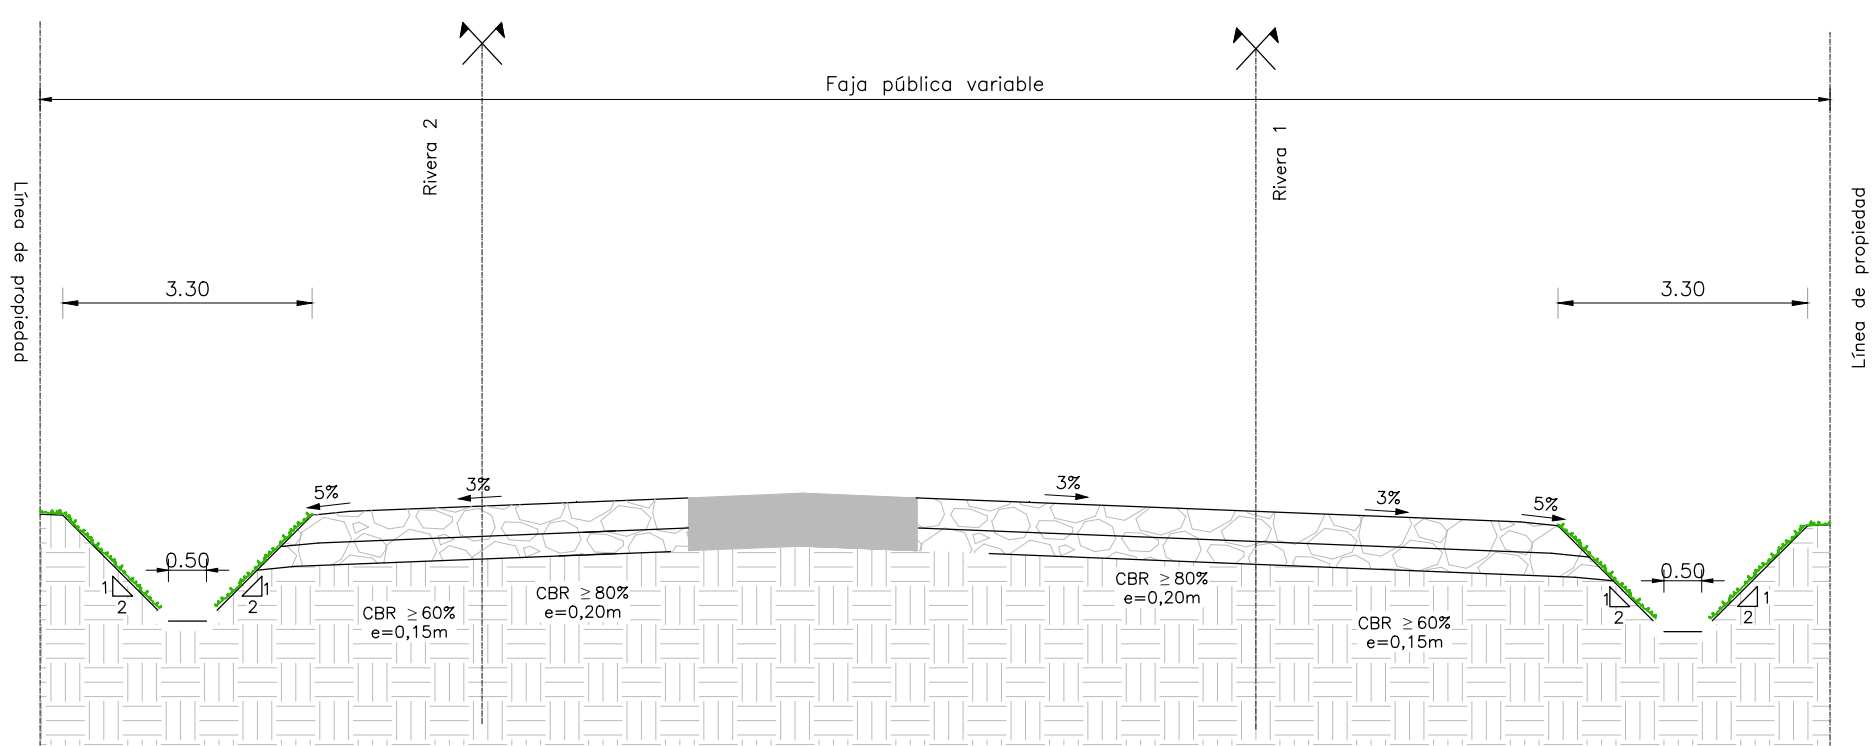 Faja pública variable
Rivera 2
Rivera 1
Línea de propiedad
Línea de propiedad
3.30
3.30
5%
3%
3%
3%
5%
0.50
0.50
1
2
1
2
CBR ≥60%
e=0,15m
CBR ≥80%
e=0,20m
CBR ≥80%
e=0,20m
CBR ≥60%
e=0,15m
1
2
1
2